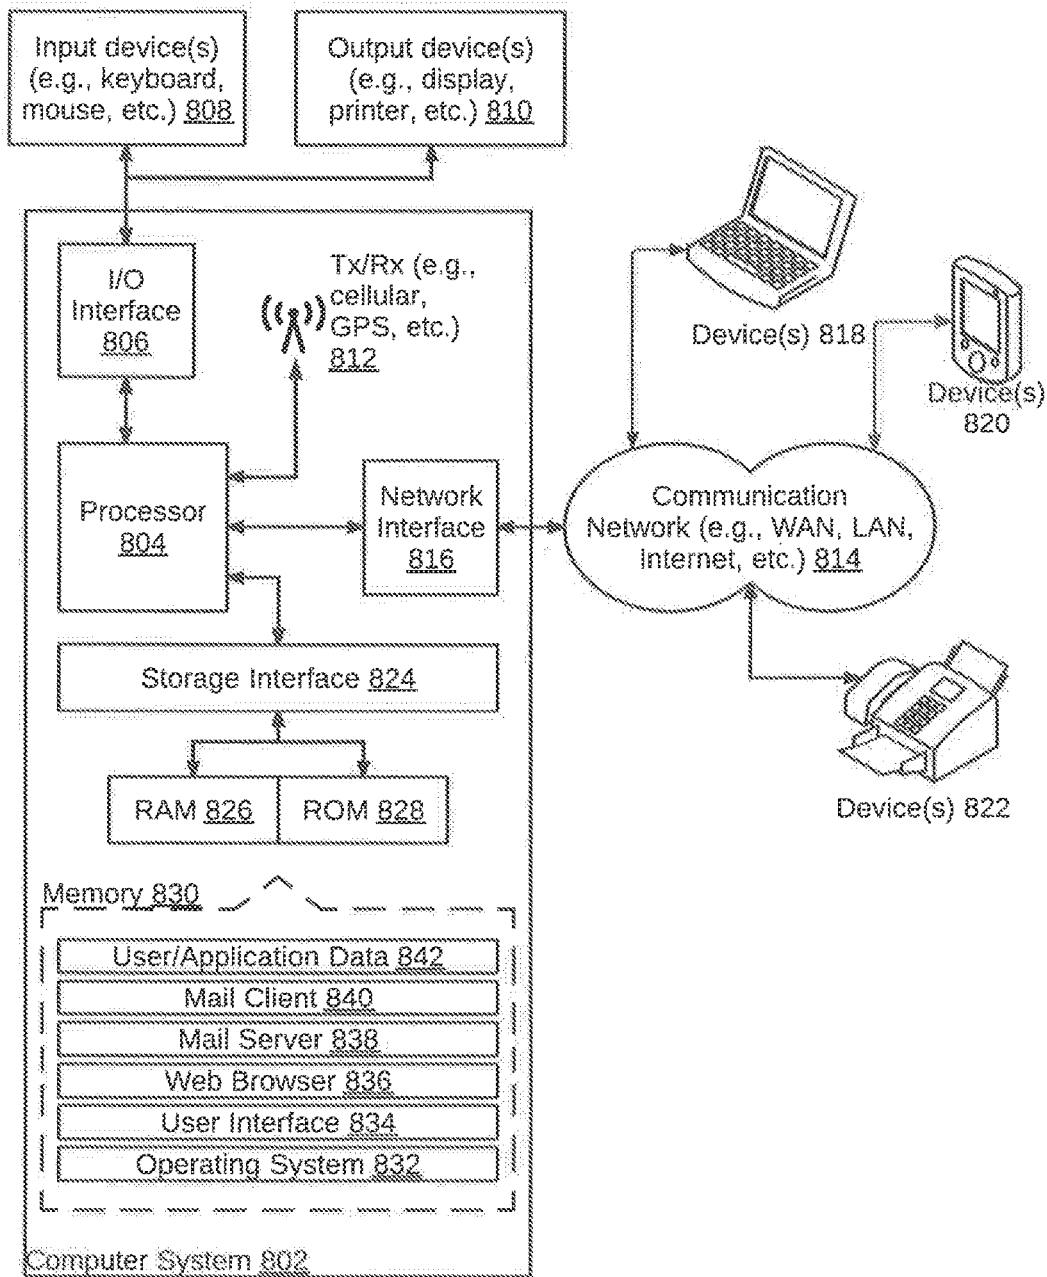 Input device(s)
(e.g., keyboard,
mouse, etc.) 808
Output device(s)
(e.g., display,
printer, etc.) 810
I/O
Interface
806
Tx/Rx (e.g.,
cellular,
GPS, etc.)
812
Device(s) 818
Device(s)
820
Processor
804
Network
Interface
816
Communication
Network (e.g., WAN, LAN,
Internet, etc.) 814
Storage Interface 824
RAM 826
ROM 828
Device(s) 822
Memory 830
User/Application Data 842
Mail Client 840
Mail Server 838
Web Browser 836
User Interface 834
Operating System 832
Computer System 802